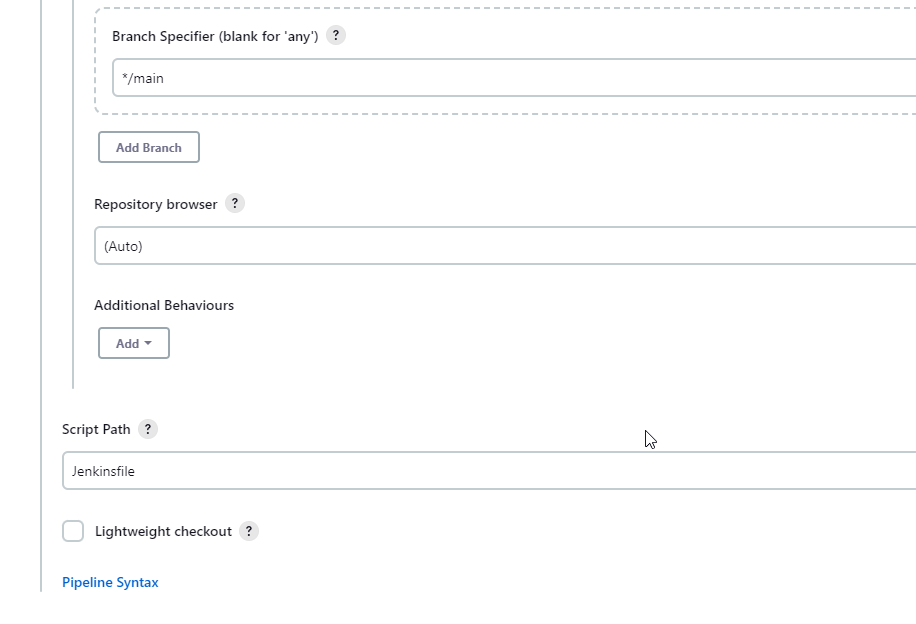 Branch Specifier (blank for 'any') ?
*/main
Add Branch
Repository browser ?
(Auto)
Additional Behaviours
Add
Script Path ?
Jenkinsfile
Lightweight checkout ?
Pipeline Syntax